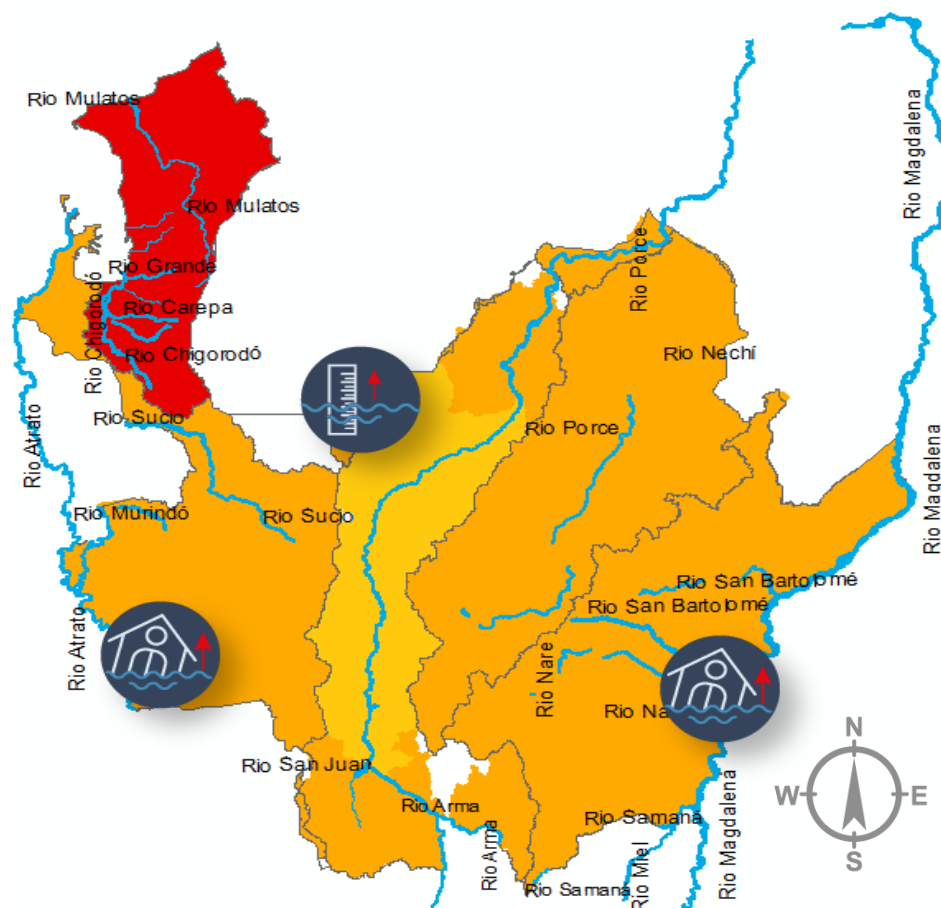 Rio Mulatos
Rio Magdalena
Rio Mulatos
Rio Porce
Rio Grande
Rio Chigorodó
Rio Carepa
Rio Chigorodó
Rio Nechí
Rio Sucio
Rio Atrato
Rio Porce
Rio Magdalena
Rio Murindó
Rio Sucio
Rio San Bartolomé
Rio San Bartolomé
Rio Atrato
Rio Nare
Rio Na
N
W
E
S
Rio San Juan
Rio Arma
Rio Samaná
Rio Magdalena
Rio Arma
Rio Miel
Rio Samaná